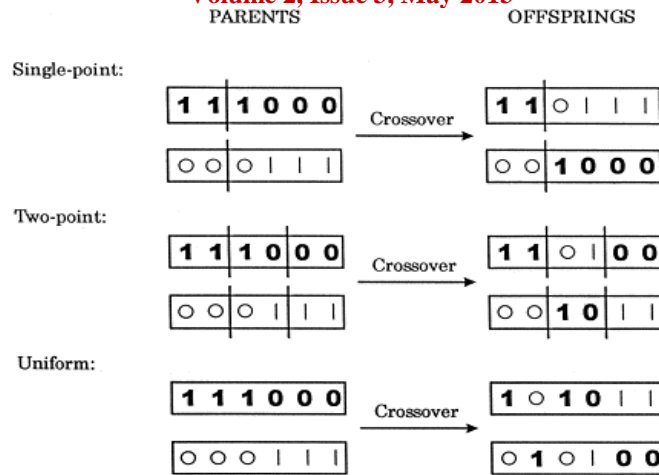 Volume 2, Issue 3, May 2013
PARENTS OFFSPRINGS
Single-point:
1 1 1 0 0 0 1 1 0 1 1 1
Crossover
0 0 0 1 1 1 0 0 1 0 0 0
Two-point:
1 1 1 0 0 0 1 1 0 1 0 0
Crossover
0 0 0 1 1 1 0 0 1 0 1 1
Uniform:
1 1 1 0 0 0 1 0 1 0 1 1
Crossover
0 0 0 1 1 1 0 1 0 1 0 0